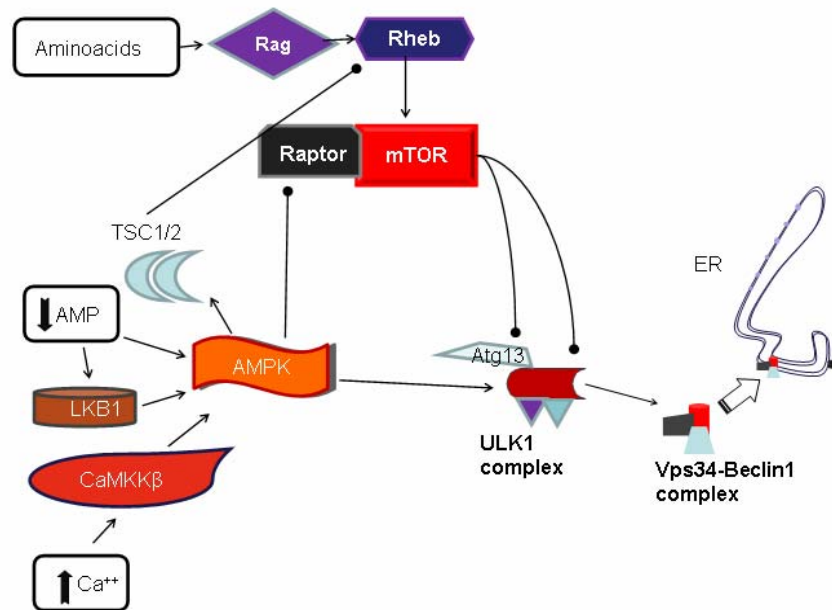 Aminoacids
Rag
Rheb
Raptor
mTOR
TSC1/2
ER
AMP
AMPK
Atg13
LKB1
ULK1
complex
CaMKKβ
Vps34-Beclin1
complex
Ca++